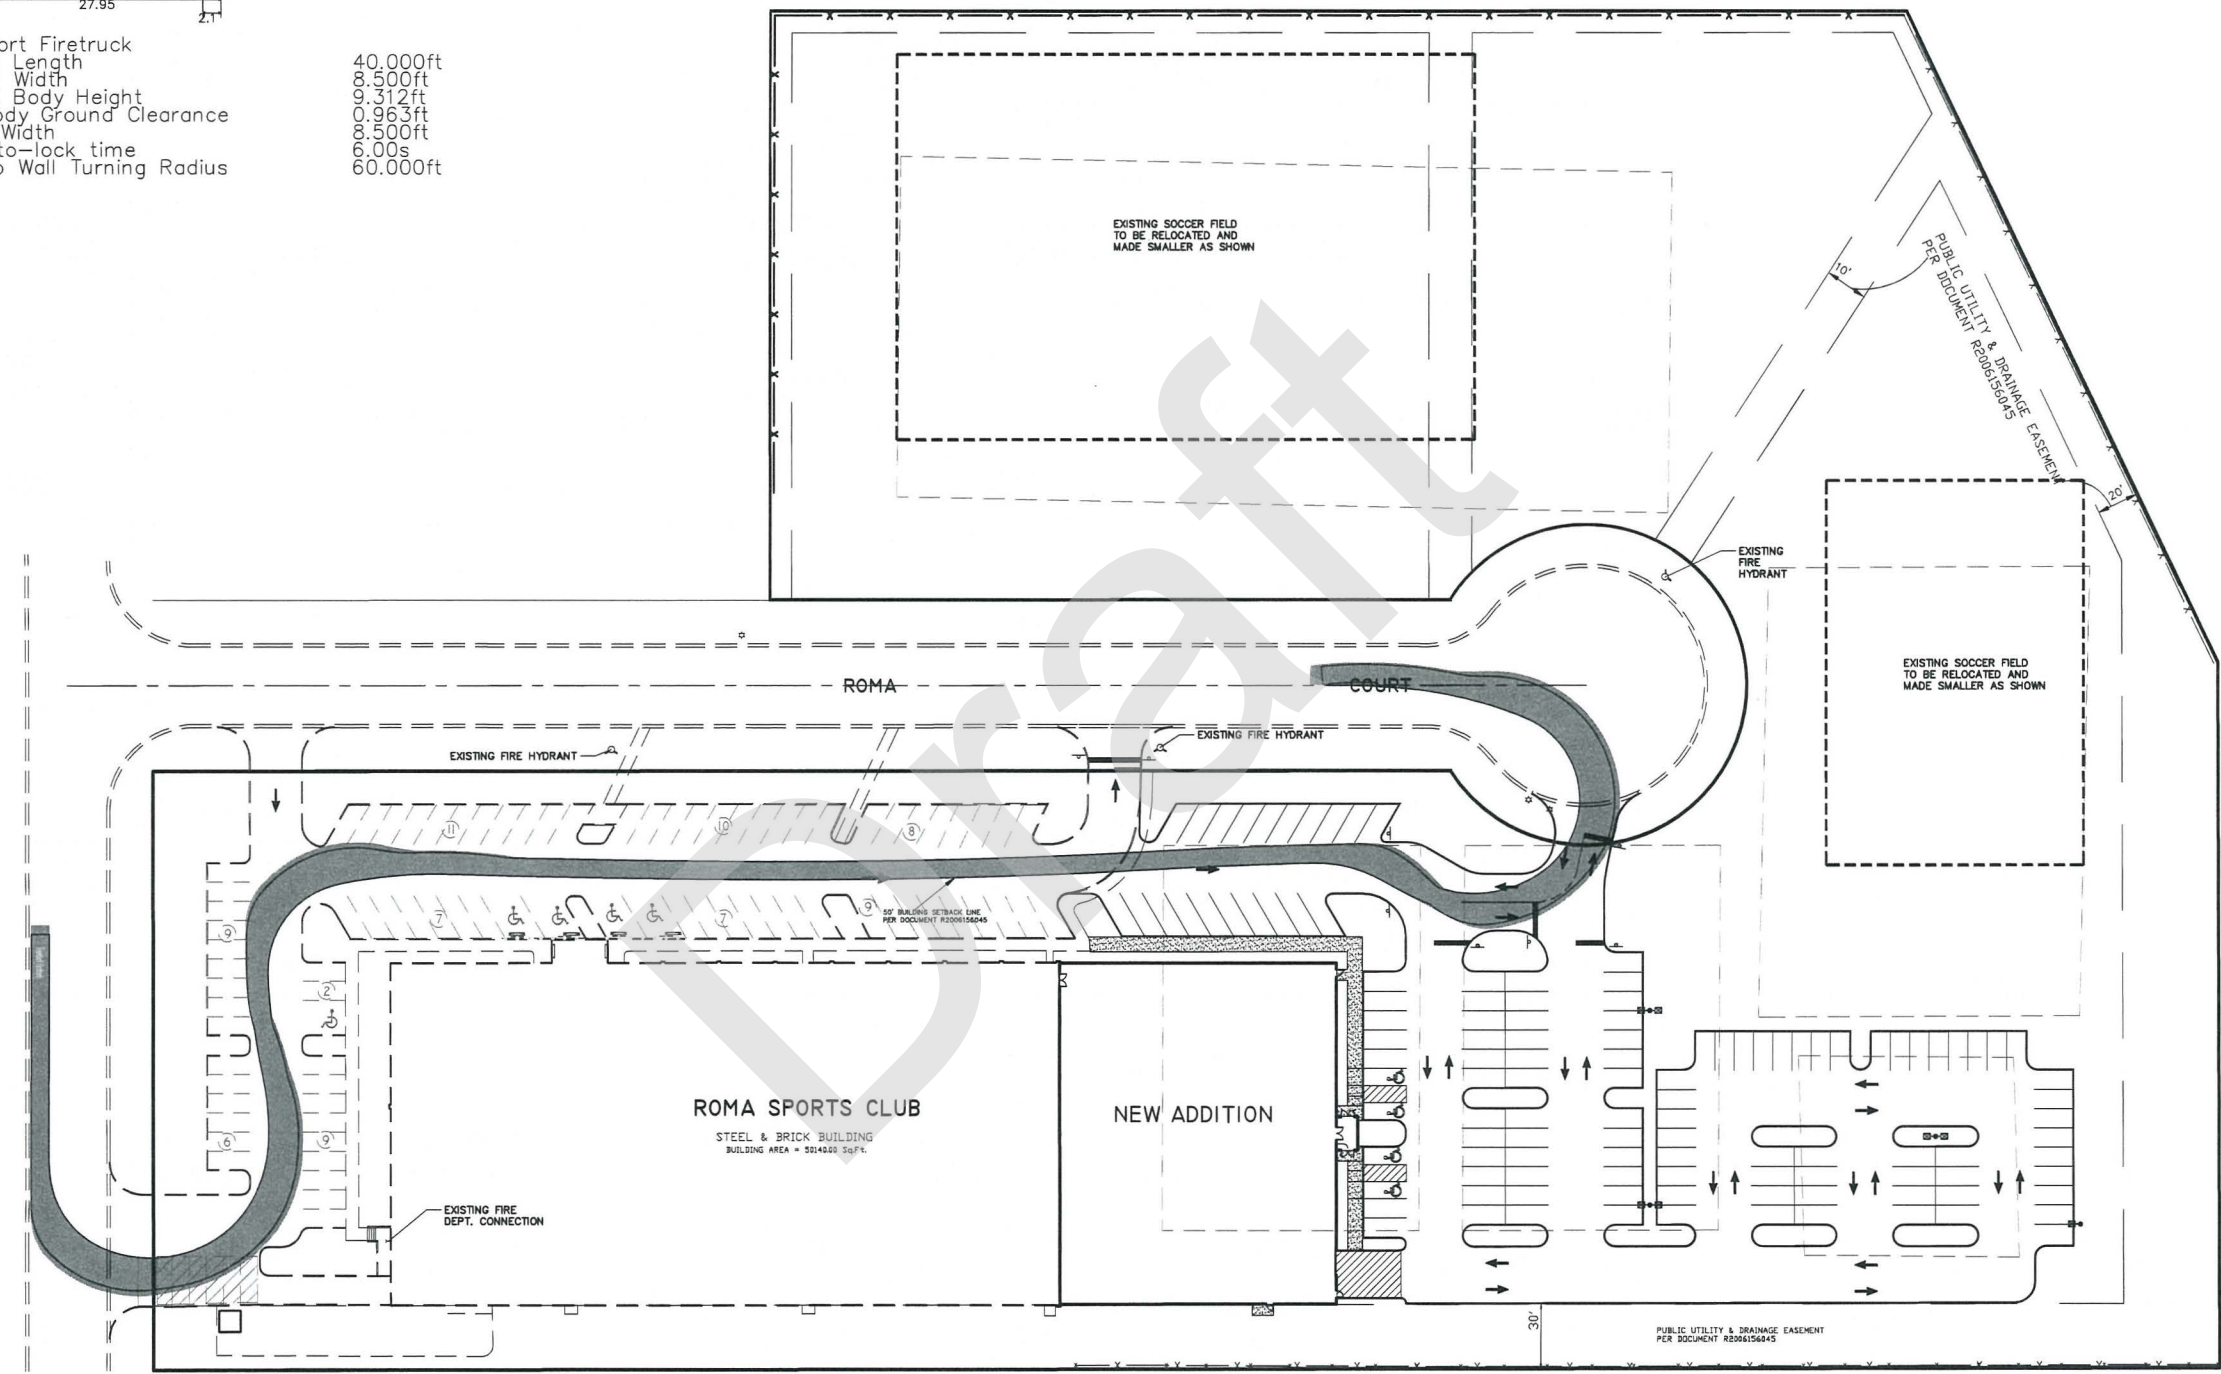 27.95
2.1'
ort Firetruck
Length 40.000ft
Width 8.500ft
Body Height 9.312ft
ody Ground Clearance 0.963ft
Width 8.500ft
to-lock time 6.00s
o Wall Turning Radius 60.000ft
EXISTING SOCCER FIELD
TO BE RELOCATED AND
MADE SMALLER AS SHOWN
10'
PUBLIC UTILITY & DRAINAGE EASEMENT
PER DOCUMENT R2006156045
20'
EXISTING
FIRE
HYDRANT
EXISTING SOCCER FIELD
TO BE RELOCATED AND
MADE SMALLER AS SHOWN
ROMA COURT
EXISTING FIRE HYDRANT
EXISTING FIRE HYDRANT
11
10
8
7
7
9
50' BUILDING SETBACK LINE
PER DOCUMENT R2006156045
9
2
6
9
ROMA SPORTS CLUB
STEEL & BRICK BUILDING
BUILDING AREA = 50140.00 Sq.Ft.
NEW ADDITION
EXISTING FIRE
DEPT. CONNECTION
30'
PUBLIC UTILITY & DRAINAGE EASEMENT
PER DOCUMENT R2006156045
Draft